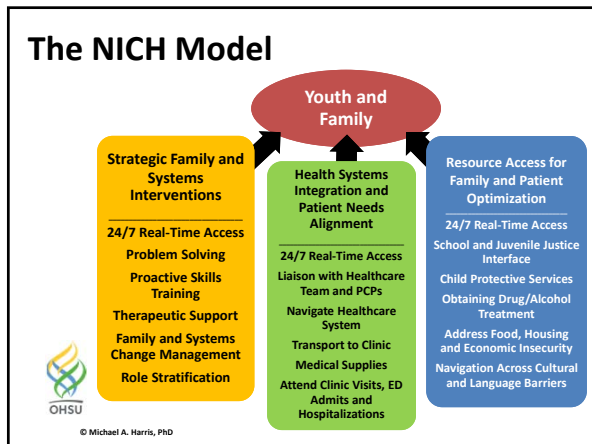 The NICH Model
Youth and
Family
Strategic Family and
Systems
Interventions
24/7 Real-Time Access
Problem Solving
Proactive Skills
Training
Therapeutic Support
Family and Systems
Change Management
Role Stratification
Health Systems
Integration and
Patient Needs
Alignment
24/7 Real-Time Access
Liaison with Healthcare
Team and PCPs
Navigate Healthcare
System
Transport to Clinic
Medical Supplies
Attend Clinic Visits, ED
Admits and
Hospitalizations
Resource Access for
Family and Patient
Optimization
24/7 Real-Time Access
School and Juvenile Justice
Interface
Child Protective Services
Obtaining Drug/Alcohol
Treatment
Address Food, Housing
and Economic Insecurity
Navigation Across Cultural
and Language Barriers
OHSU
© Michael A. Harris, PhD